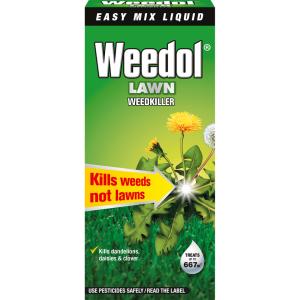 EASY MIX LIQUID
Weedol®
LAWN
WEEDKILLER
Kills weeds
not lawns
✓ Kills dandelions,
daisies & clover
TREATS
UP TO
667m²
USE PESTICIDES SAFELY / READ THE LABEL